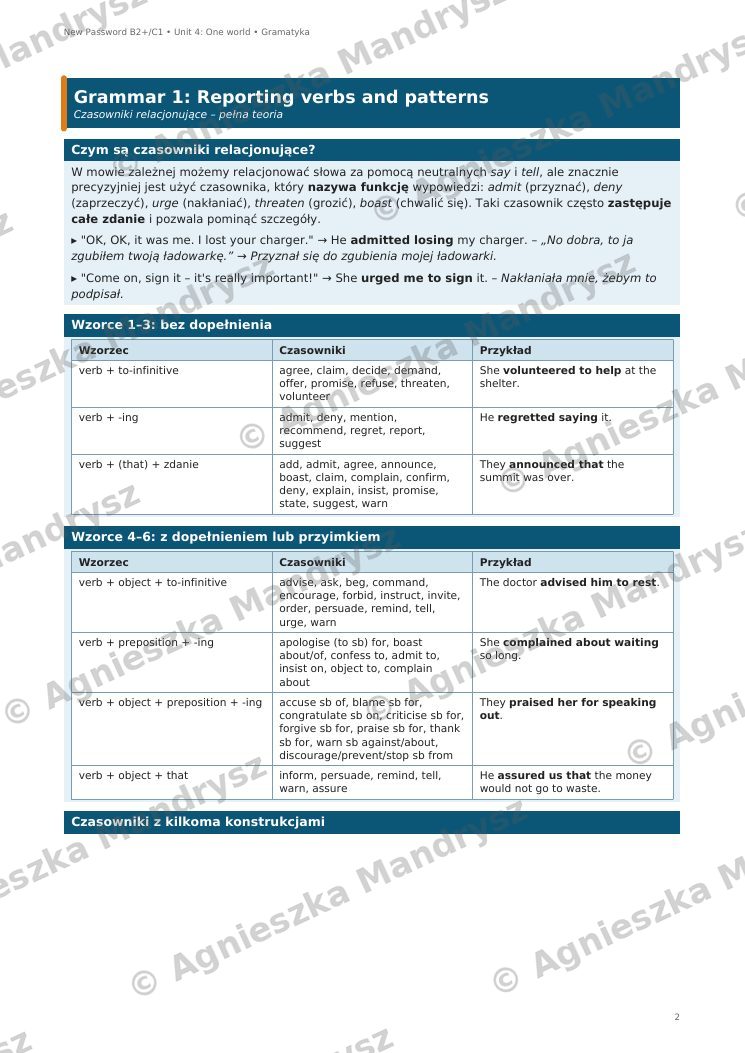 New Password B2+/C1 • Unit 4: One world • Gramatyka
Grammar 1: Reporting verbs and patterns
Czasowniki relacjonujące – pełna teoria
Czym są czasowniki relacjonujące?
W mowie zależnej możemy relacjonować słowa za pomocą neutralnych say i tell, ale znacznie
precyzyjniej jest użyć czasownika, który nazywa funkcję wypowiedzi: admit (przyznać), deny
(zaprzeczyć), urge (nakłaniać), threaten (grozić), boast (chwalić się). Taki czasownik często zastępuje
całe zdanie i pozwala pominąć szczegóły.
▸ "OK, OK, it was me. I lost your charger." → He admitted losing my charger. – „No dobra, to ja
zgubiłem twoją ładowarkę.” → Przyznał się do zgubienia mojej ładowarki.
▸ "Come on, sign it – it's really important!" → She urged me to sign it. – Nakłaniała mnie, żebym to
podpisał.
Wzorce 1–3: bez dopełnienia
Wzorzec Czasowniki Przykład
verb + to-infinitive agree, claim, decide, demand, She volunteered to help at the
offer, promise, refuse, threaten, shelter.
volunteer
verb + -ing admit, deny, mention, He regretted saying it.
recommend, regret, report,
suggest
verb + (that) + zdanie add, admit, agree, announce, They announced that the
boast, claim, complain, confirm, summit was over.
deny, explain, insist, promise,
state, suggest, warn
Wzorce 4–6: z dopełnieniem lub przyimkiem
Wzorzec Czasowniki Przykład
verb + object + to-infinitive advise, ask, beg, command, The doctor advised him to rest.
encourage, forbid, instruct, invite,
order, persuade, remind, tell,
urge, warn
verb + preposition + -ing apologise (to sb) for, boast She complained about waiting
about/of, confess to, admit to, so long.
insist on, object to, complain
about
verb + object + preposition + -ing accuse sb of, blame sb for, They praised her for speaking
congratulate sb on, criticise sb for, out.
forgive sb for, praise sb for, thank
sb for, warn sb against/about,
discourage/prevent/stop sb from
verb + object + that inform, persuade, remind, tell, He assured us that the money
warn, assure would not go to waste.
Czasowniki z kilkoma konstrukcjami
© Agnieszka Mandrysz
2